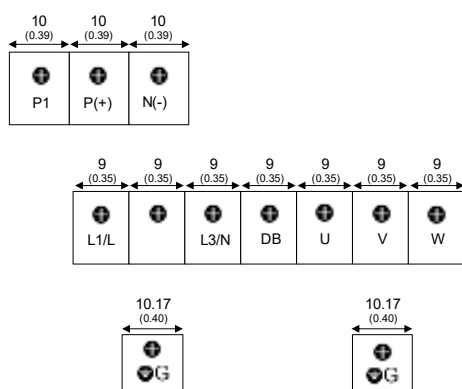 10 10 10
(0.39) (0.39) (0.39)
P1 P(+) N(-)
9 9 9 9 9 9 9
(0.35) (0.35) (0.35) (0.35) (0.35) (0.35) (0.35)
L1/L L3/N DB U V W
10.17 10.17
(0.40) (0.40)
G G